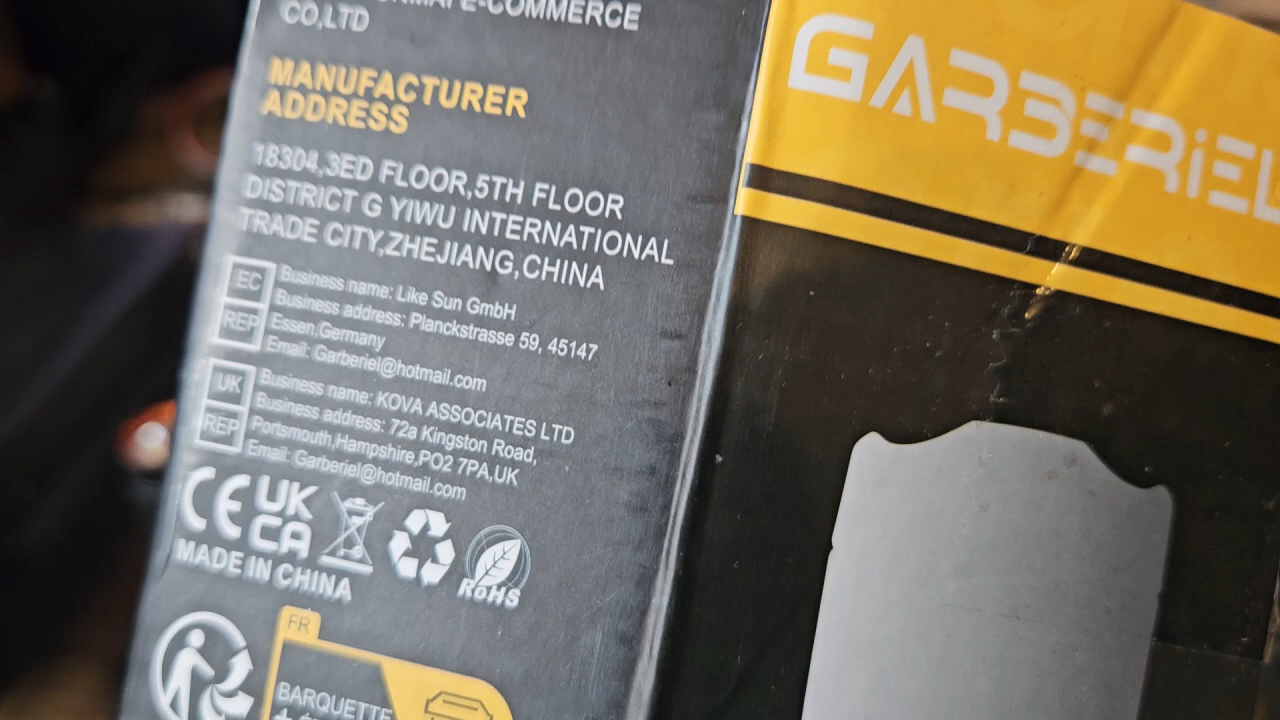 E-COMMERCE
CO,LTD
MANUFACTURER
ADDRESS
18304,3ED FLOOR,5TH FLOOR
DISTRICT G YIWU INTERNATIONAL
TRADE CITY,ZHEJIANG,CHINA
EC
REP
Business name: Like Sun GmbH
Business address: Planckstrasse 59, 45147
Essen,Germany
Email: Garberiel@hotmail.com
UK
REP
Business name: KOVA ASSOCIATES LTD
Business address: 72a Kingston Road,
Portsmouth,Hampshire,PO2 7PA,UK
Email: Garberiel@hotmail.com
CE
UK
CA
RoHS
MADE IN CHINA
FR
BARQUETTE
GARBERiEL